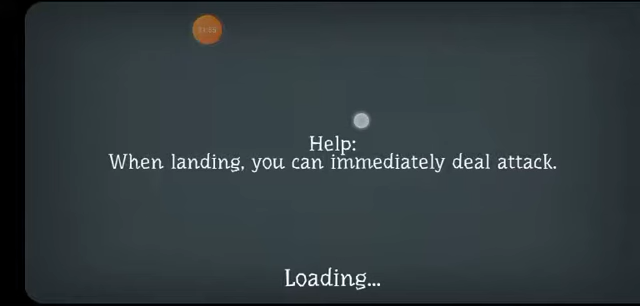 Help:
When landing, you can immediately deal attack.
Loading...